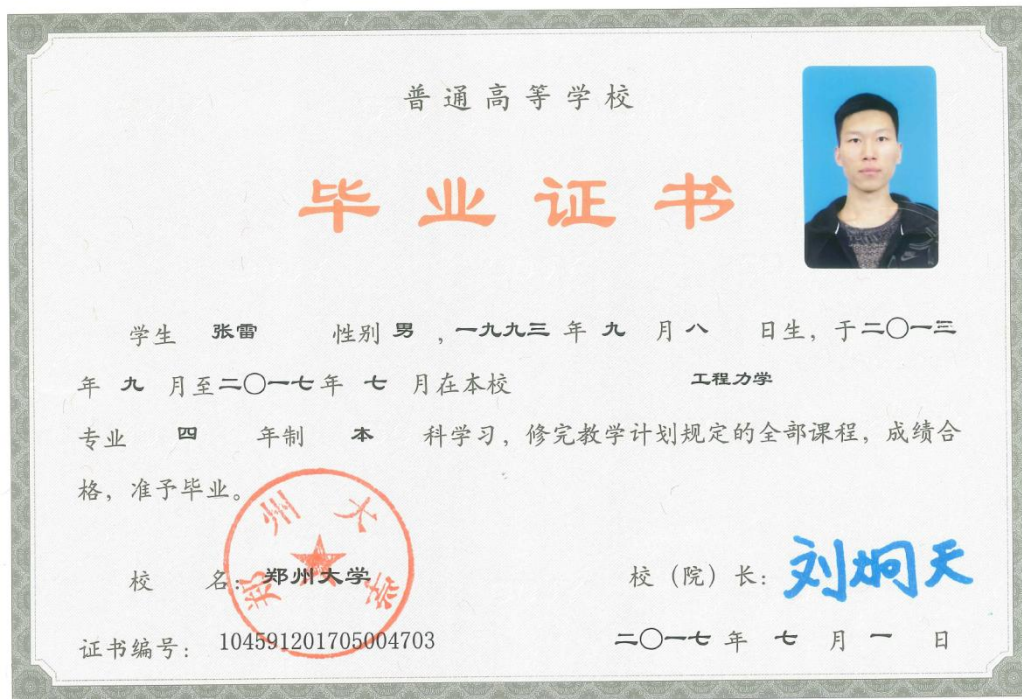 普通高等学校
毕业证书
学生 张雷 性别 男 ,一九九三 年 九 月 八 日生，于二〇一三
年 九 月至二〇一七年 七 月在本校 工程力学
专业 四 年制 本 科学习，修完教学计划规定的全部课程，成绩合
格，准予毕业。
郑州大学
校 名：郑州大学 校（院）长：刘炯天
证书编号：104591201705004703 二〇一七 年 七 月 一 日